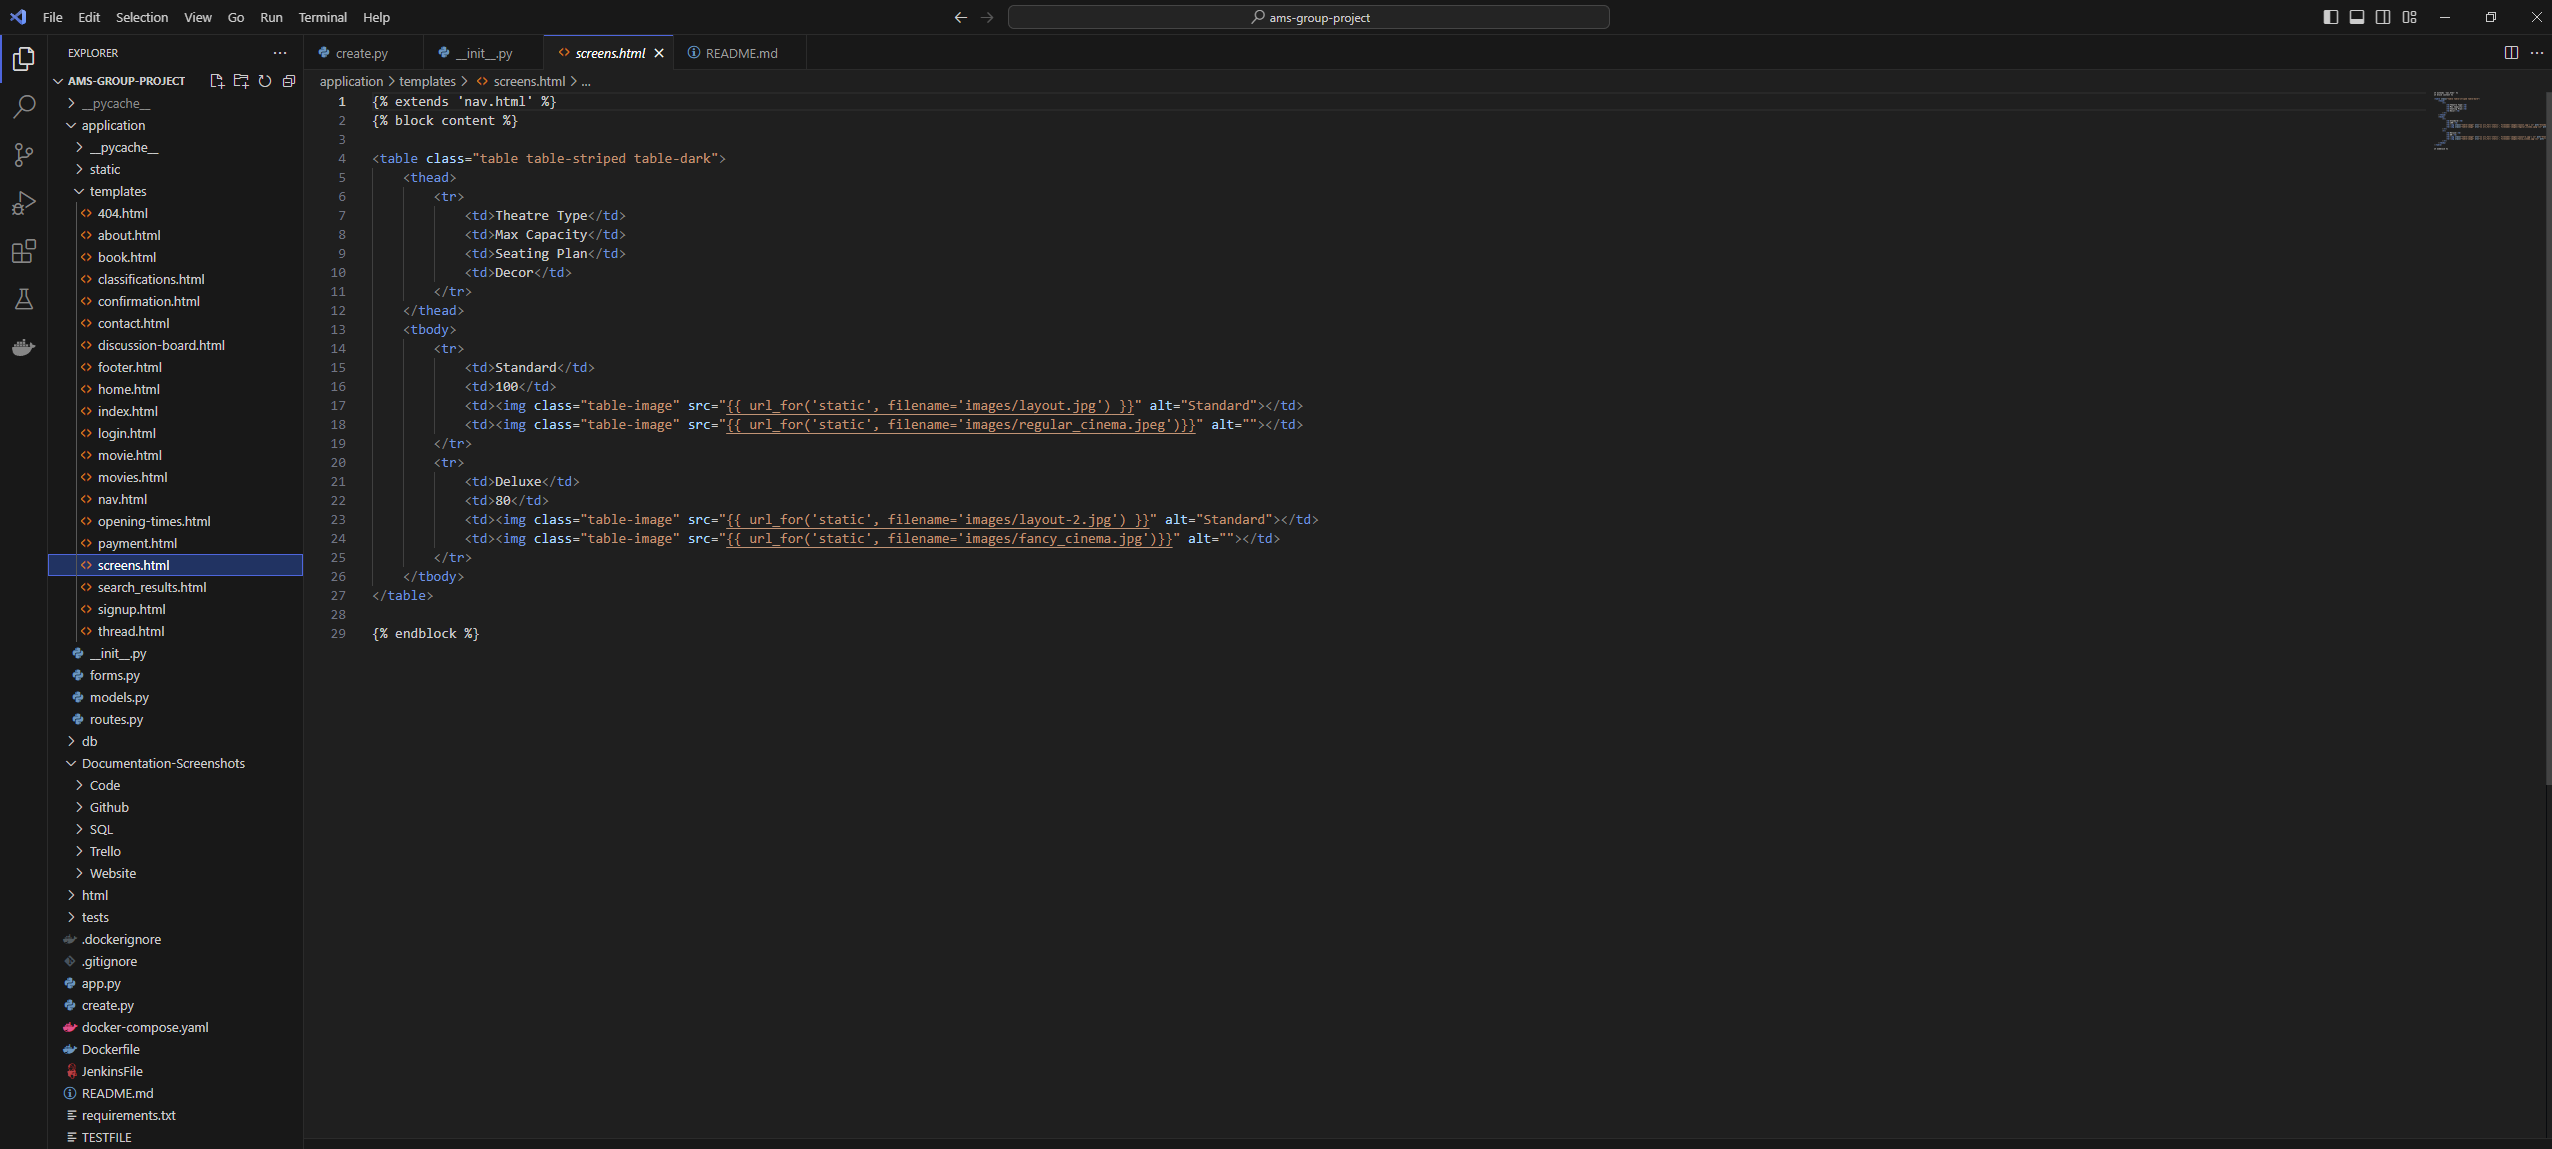 File Edit Selection View Go Run Terminal Help
ams-group-project
EXPLORER
AMS-GROUP-PROJECT
__pycache__
application
__pycache__
static
templates
404.html
about.html
book.html
classifications.html
confirmation.html
contact.html
discussion-board.html
footer.html
home.html
index.html
login.html
movie.html
movies.html
nav.html
opening-times.html
payment.html
screens.html
search_results.html
signup.html
thread.html
__init__.py
forms.py
models.py
routes.py
db
Documentation-Screenshots
Code
Github
SQL
Trello
Website
html
tests
.dockerignore
.gitignore
app.py
create.py
docker-compose.yaml
Dockerfile
JenkinsFile
README.md
requirements.txt
TESTFILE
create.py __init__.py screens.html README.md
application > templates > screens.html > ...
1 {% extends 'nav.html' %}
2 {% block content %}
3
4 <table class="table table-striped table-dark">
5 <thead>
6 <tr>
7 <td>Theatre Type</td>
8 <td>Max Capacity</td>
9 <td>Seating Plan</td>
10 <td>Decor</td>
11 </tr>
12 </thead>
13 <tbody>
14 <tr>
15 <td>Standard</td>
16 <td>100</td>
17 <td><img class="table-image" src="{{ url_for('static', filename='images/layout.jpg') }}" alt="Standard"></td>
18 <td><img class="table-image" src="{{ url_for('static', filename='images/regular_cinema.jpeg')}}" alt=""></td>
19 </tr>
20 <tr>
21 <td>Deluxe</td>
22 <td>80</td>
23 <td><img class="table-image" src="{{ url_for('static', filename='images/layout-2.jpg') }}" alt="Standard"></td>
24 <td><img class="table-image" src="{{ url_for('static', filename='images/fancy_cinema.jpg')}}" alt=""></td>
25 </tr>
26 </tbody>
27 </table>
28
29 {% endblock %}